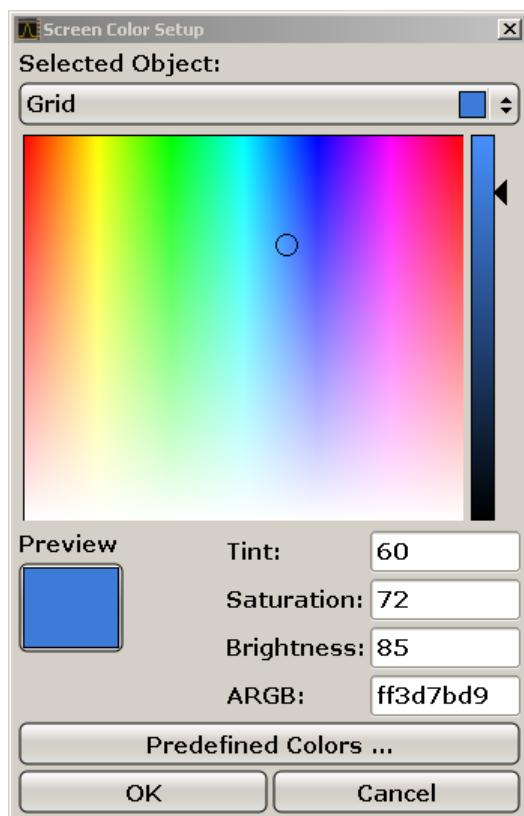 Screen Color Setup
Selected Object:
Grid
Preview
Tint: 60
Saturation: 72
Brightness: 85
ARGB: ff3d7bd9
Predefined Colors ...
OK Cancel